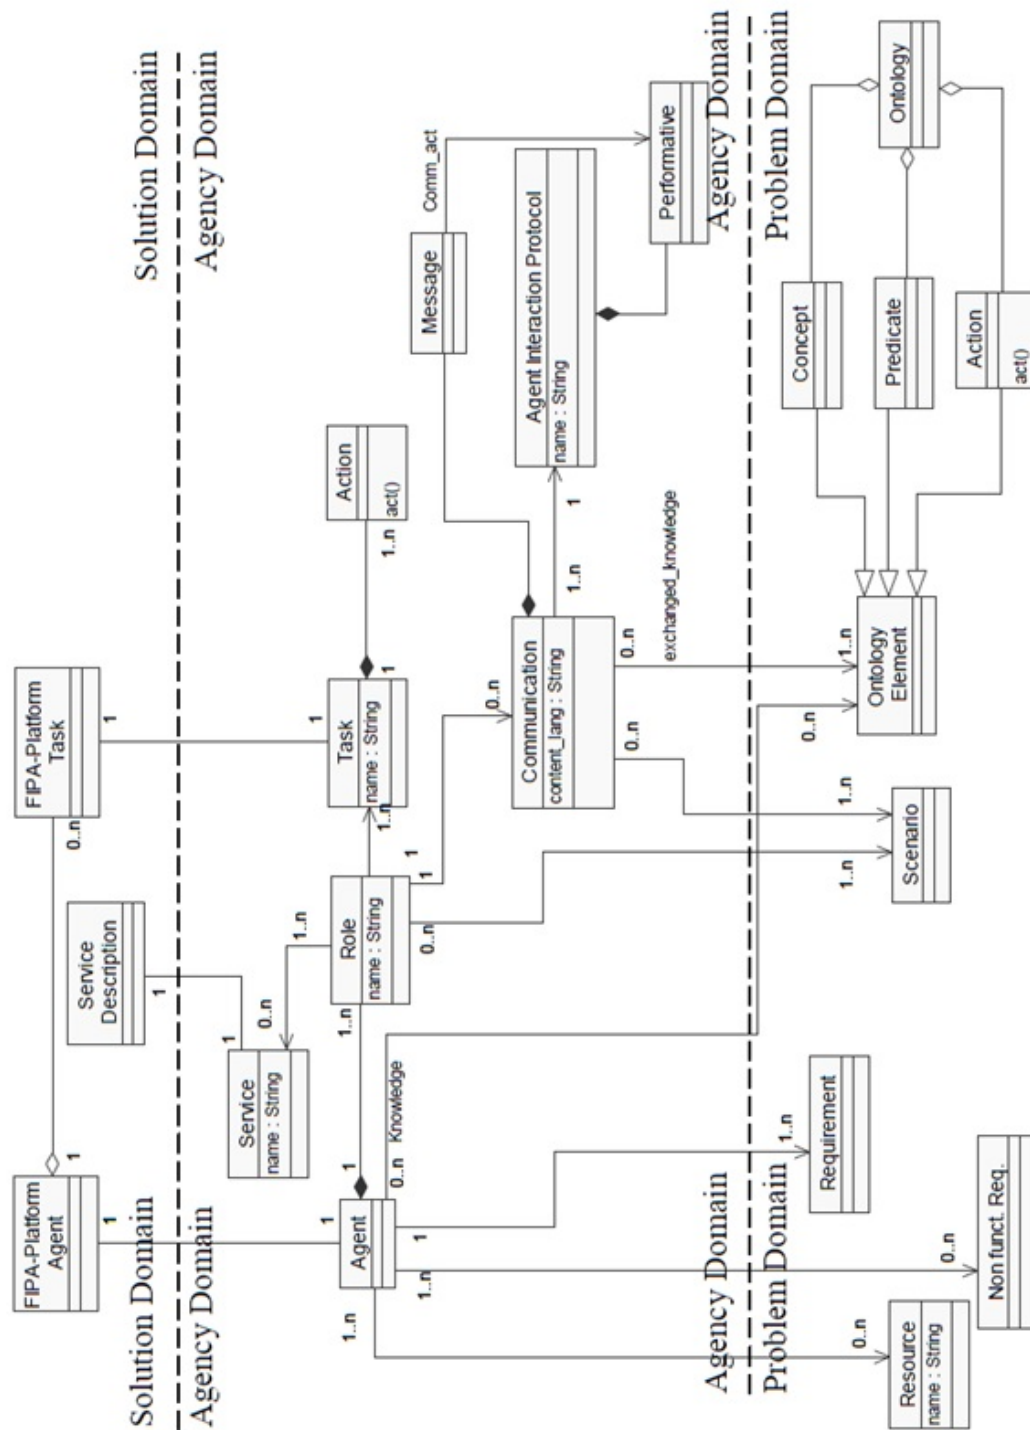 FIPA-Platform
Agent
1
1
FIPA-Platform
Task
0..n
1
Service
Description
1
Solution Domain
Solution Domain
Agency Domain
Agency Domain
Service
name : String
1
0..n
1..n
Agent
1
1
1..n
0..n
Knowledge
1
1..n
Role
name : String
1..n
1
0..n
Task
name : String
1
1..n
1
Action
act()
1..n
Message
Comm_act
Communication
content_lang : String
0..n
1..n
1
0..n
0..n
exchanged_knowledge
Agent Interaction Protocol
name : String
Performative
Agency Domain
Agency Domain
Problem Domain
Problem Domain
Requirement
1..n
Resource
name : String
0..n
Non funct. Req.
0..n
Scenario
1..n
1..n
Ontology
Element
0..n
1..n
Concept
Predicate
Action
act()
Ontology